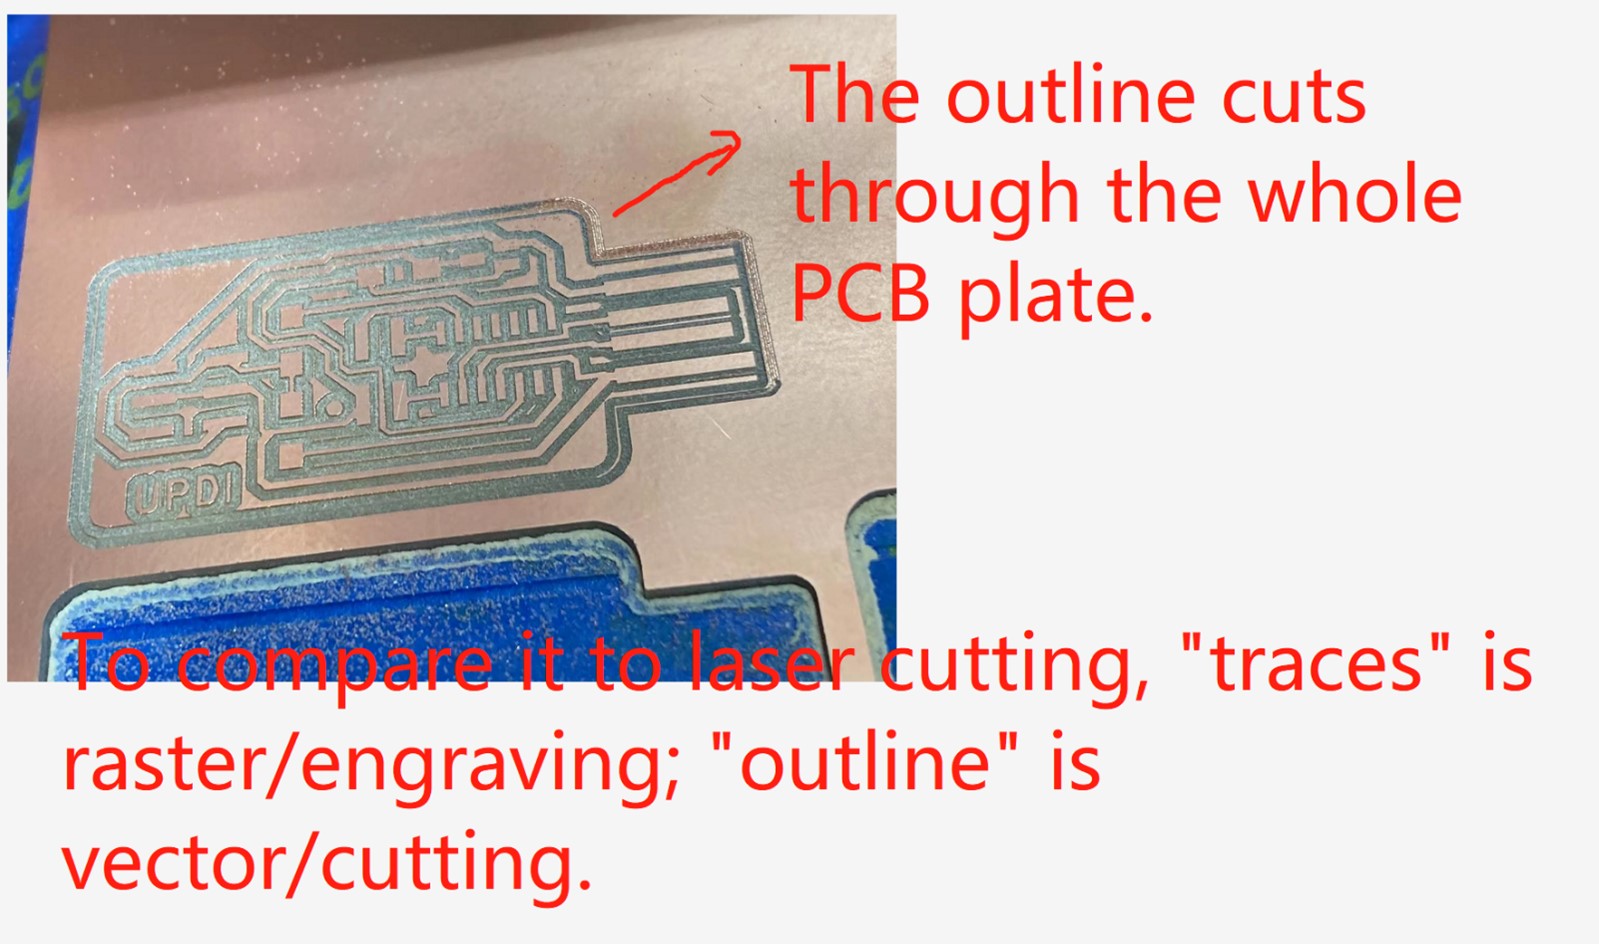 The outline cuts
through the whole
PCB plate.
UPDI
To compare it to laser cutting, "traces" is
raster/engraving; "outline" is
vector/cutting.